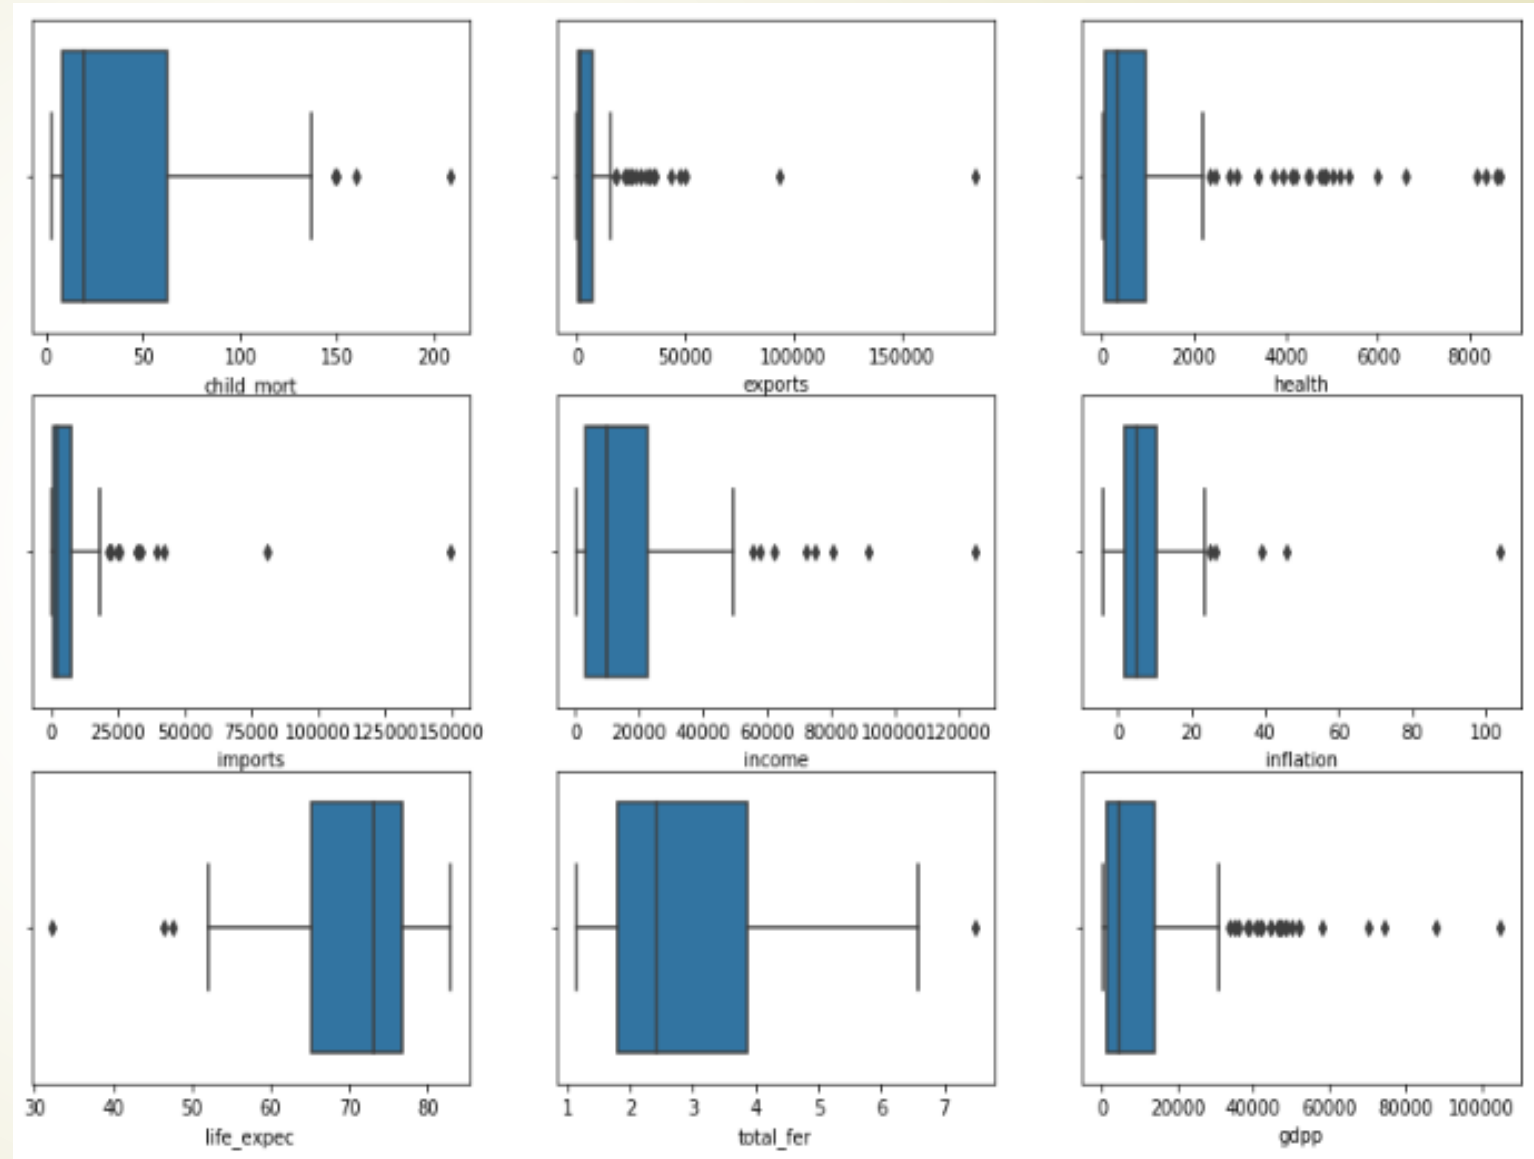 0 50 100 150 200
child_mort
0 50000 100000 150000
exports
0 2000 4000 6000 8000
health
0 25000 50000 75000 100000 125000 150000
imports
0 20000 40000 60000 80000 100000 120000
income
0 20 40 60 80 100
inflation
30 40 50 60 70 80
life_expec
1 2 3 4 5 6 7
total_fer
0 20000 40000 60000 80000 100000
gdpp